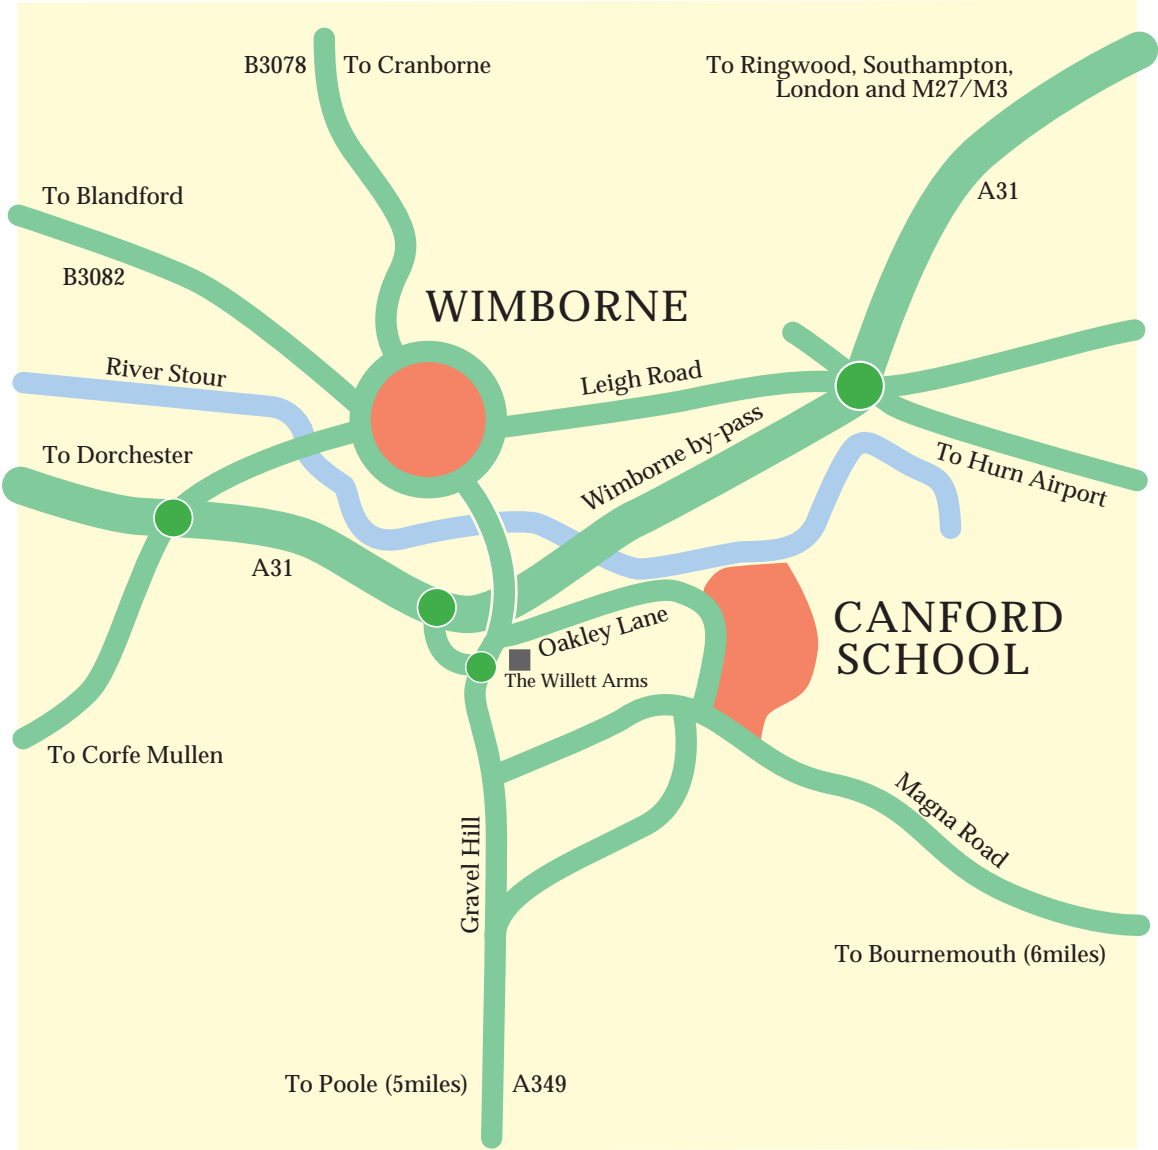 B3078
To Cranborne
To Ringwood, Southampton,
London and M27/M3
A31
To Blandford
B3082
WIMBORNE
River Stour
Leigh Road
Wimborne by-pass
To Dorchester
To Hurn Airport
A31
CANFORD
SCHOOL
Oakley Lane
The Willett Arms
To Corfe Mullen
Magna Road
Gravel Hill
To Bournemouth (6miles)
To Poole (5miles)
A349